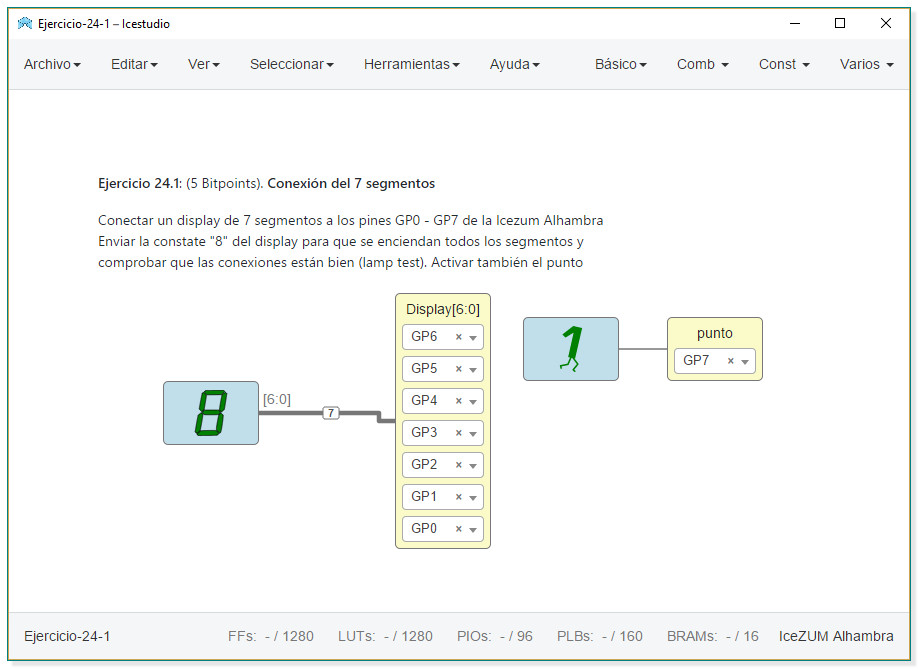 Ejercicio-24-1 – Icestudio
Archivo Editar Ver Seleccionar Herramientas Ayuda Básico Comb Const Varios
Ejercicio 24.1: (5 Bitpoints). Conexión del 7 segmentos
Conectar un display de 7 segmentos a los pines GP0 - GP7 de la Icezum Alhambra
Enviar la constate "8" del display para que se enciendan todos los segmentos y
comprobar que las conexiones están bien (lamp test). Activar también el punto
8
[6:0]
7
Display[6:0]
GP6 ×
GP5 ×
GP4 ×
GP3 ×
GP2 ×
GP1 ×
GP0 ×
1
punto
GP7 ×
Ejercicio-24-1 FFs: - / 1280 LUTs: - / 1280 PIOs: - / 96 PLBs: - / 160 BRAMs: - / 16 IceZUM Alhambra